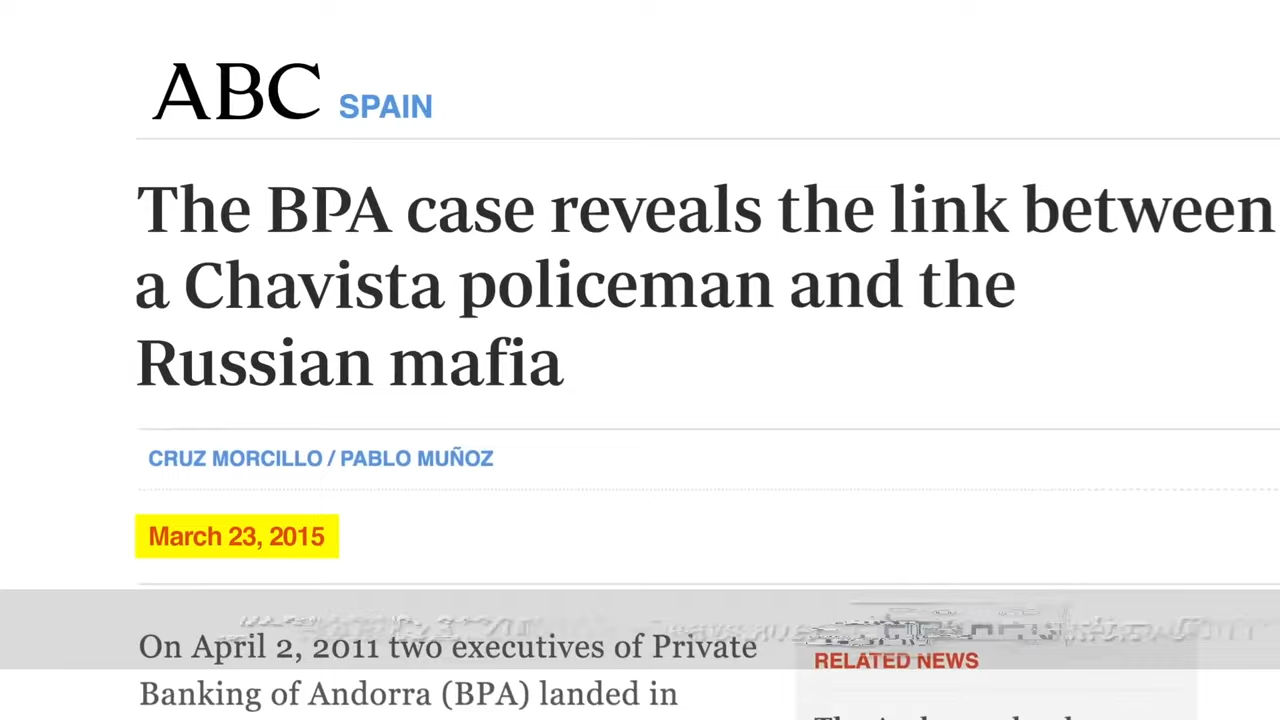 ABC SPAIN
The BPA case reveals the link between
a Chavista policeman and the
Russian mafia
CRUZ MORCILLO / PABLO MUÑOZ
March 23, 2015
On April 2, 2011 two executives of Private
RELATED NEWS
Banking of Andorra (BPA) landed in